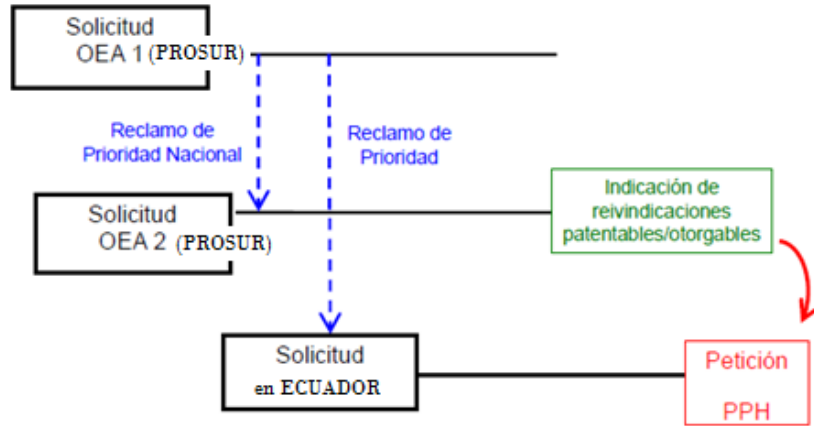 Solicitud
OEA 1 (PROSUR)
Reclamo de
Prioridad Nacional
Reclamo de
Prioridad
Solicitud
OEA 2 (PROSUR)
Indicación de
reivindicaciones
patentables/otorgables
Solicitud
en ECUADOR
Petición
PPH